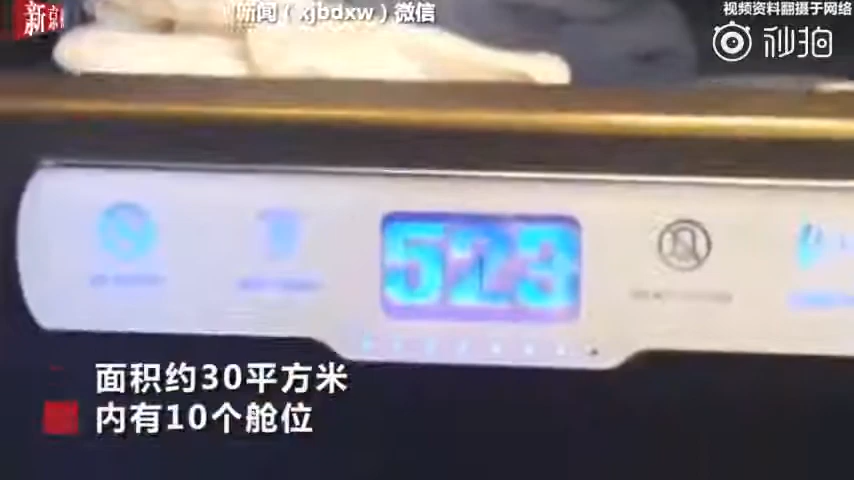 新京
听闻（xjbdxw）微信
视频资料翻摄于网络
秒拍
523
面积约30平方米
内有10个舱位